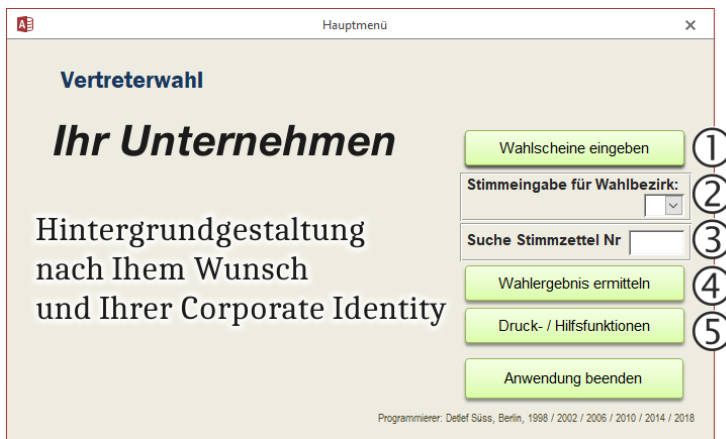 Hauptmenü
Vertreterwahl
Ihr Unternehmen
Hintergrundgestaltung
nach Ihem Wunsch
und Ihrer Corporate Identity
Wahlscheine eingeben
1
Stimmeingabe für Wahlbezirk:
2
Suche Stimmzettel Nr
3
Wahlergebnis ermitteln
4
Druck- / Hilfsfunktionen
5
Anwendung beenden
Programmierer: Detlef Süss, Berlin, 1998 / 2002 / 2006 / 2010 / 2014 / 2018